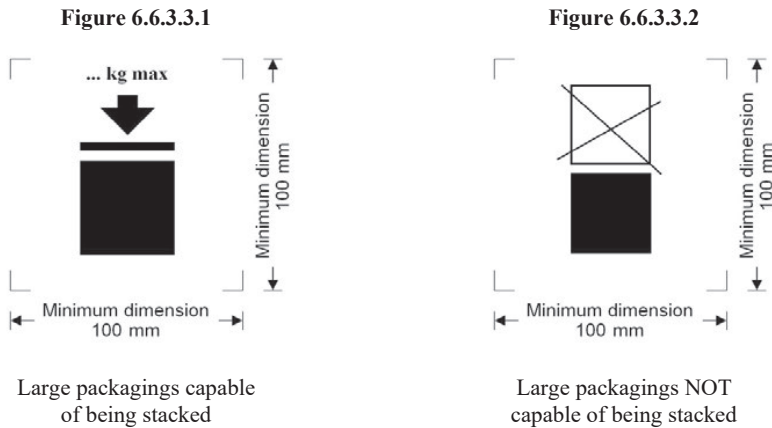 Figure 6.6.3.3.1
... kg max
Minimum dimension
100 mm
Minimum dimension
100 mm
Large packagings capable
of being stacked
Figure 6.6.3.3.2
Minimum dimension
100 mm
Minimum dimension
100 mm
Large packagings NOT
capable of being stacked